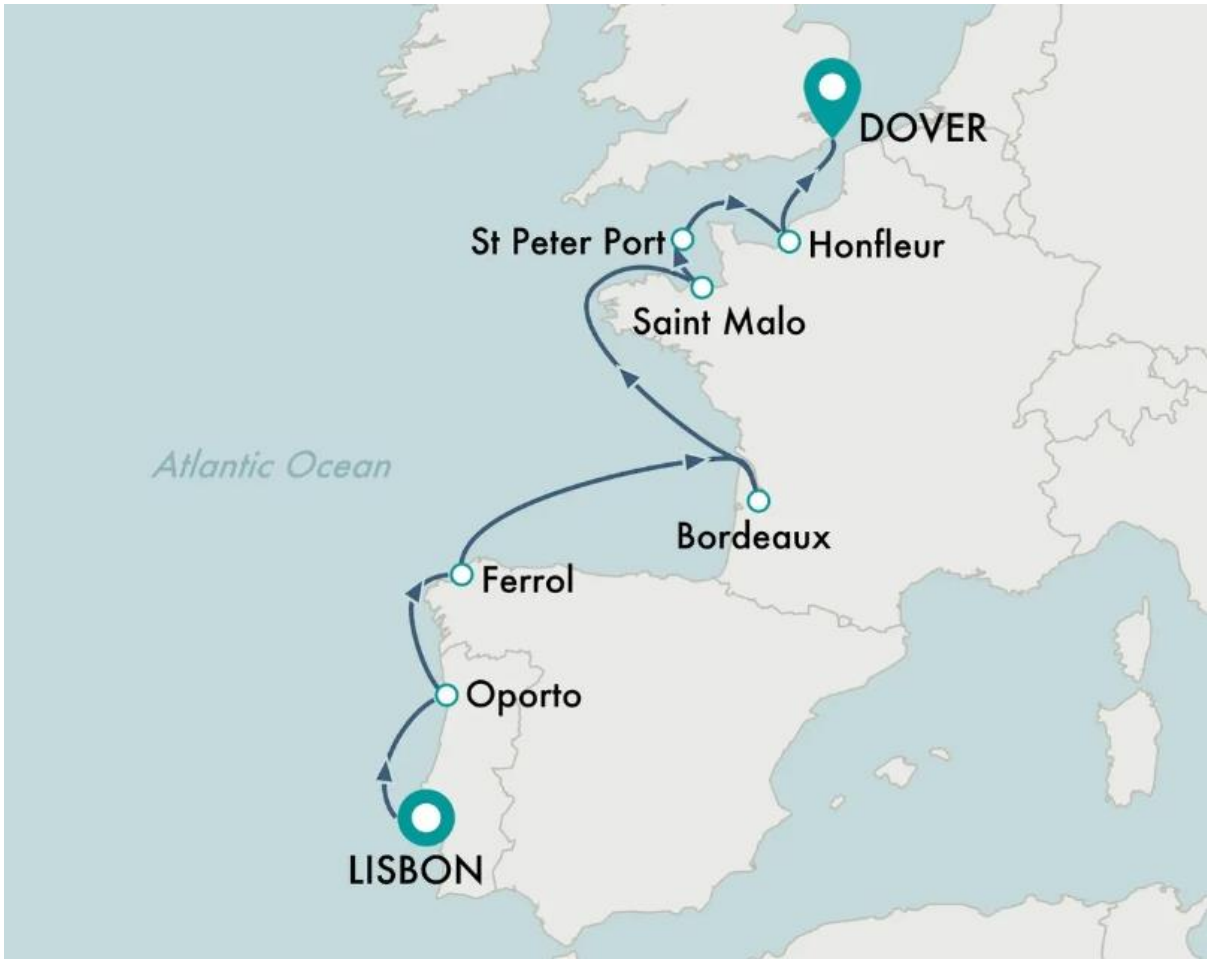 DOVER
St Peter Port
Honfleur
Saint Malo
Atlantic Ocean
Bordeaux
Ferrol
Oporto
LISBON